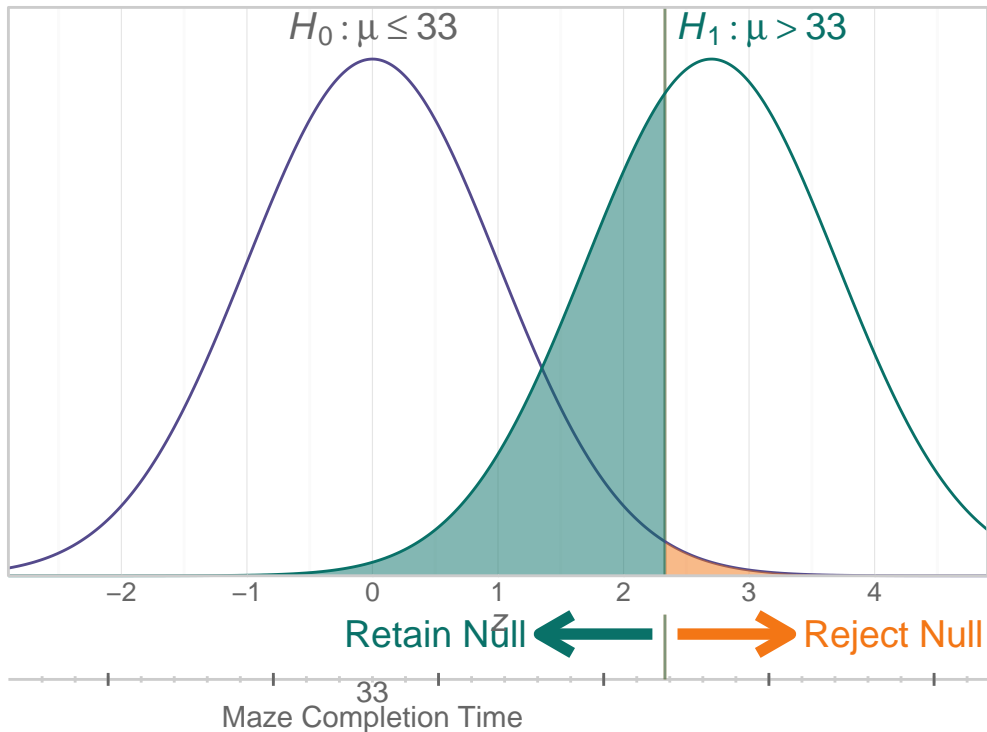 H₀ : μ ≤ 33
H₁ : μ > 33
−2 −1 0 1 2 3 4
z
Retain Null
Reject Null
33
Maze Completion Time